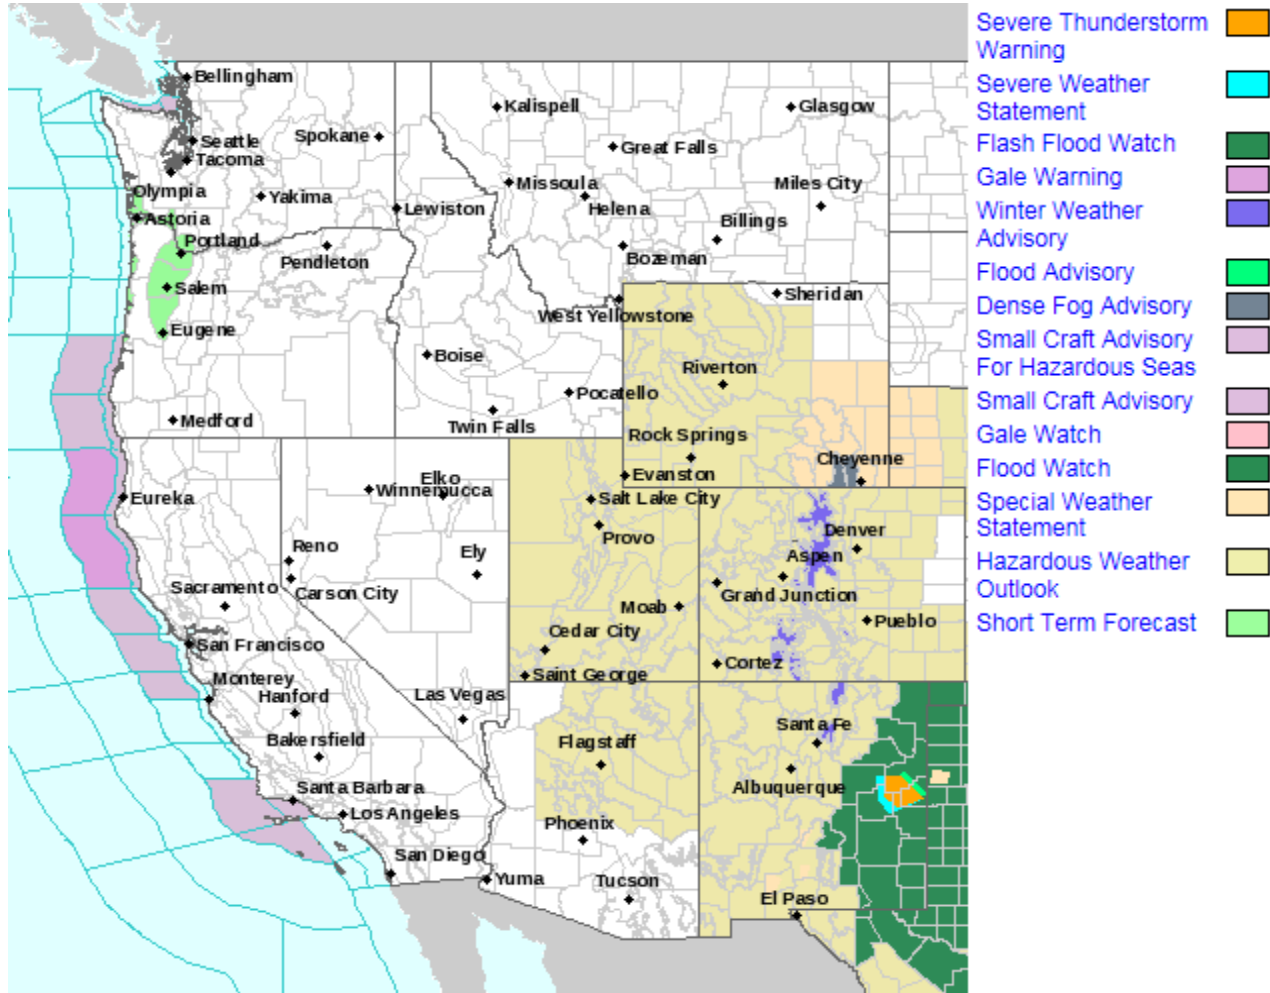 Bellingham
Kalispell
Glasgow
Spokane
Seattle
Great Falls
Tacoma
Missoula
Miles City
Olympia
Yakima
Helena
Lewiston
Astoria
Billings
Portland
Pendleton
Bozeman
Salem
Sheridan
West Yellowstone
Eugene
Boise
Riverton
Pocatello
Medford
Twin Falls
Rock Springs
Cheyenne
Evanston
Elko
Winnemucca
Eureka
Salt Lake City
Denver
Provo
Reno
Ely
Aspen
Sacramento
Carson City
Grand Junction
Moab
Pueblo
Cedar City
San Francisco
Cortez
Saint George
Monterey
Hanford
Las Vegas
Santa Fe
Bakersfield
Flagstaff
Santa Barbara
Albuquerque
Los Angeles
Phoenix
San Diego
Yuma
Tucson
El Paso
Severe Thunderstorm
Warning
Severe Weather
Statement
Flash Flood Watch
Gale Warning
Winter Weather
Advisory
Flood Advisory
Dense Fog Advisory
Small Craft Advisory
For Hazardous Seas
Small Craft Advisory
Gale Watch
Flood Watch
Special Weather
Statement
Hazardous Weather
Outlook
Short Term Forecast